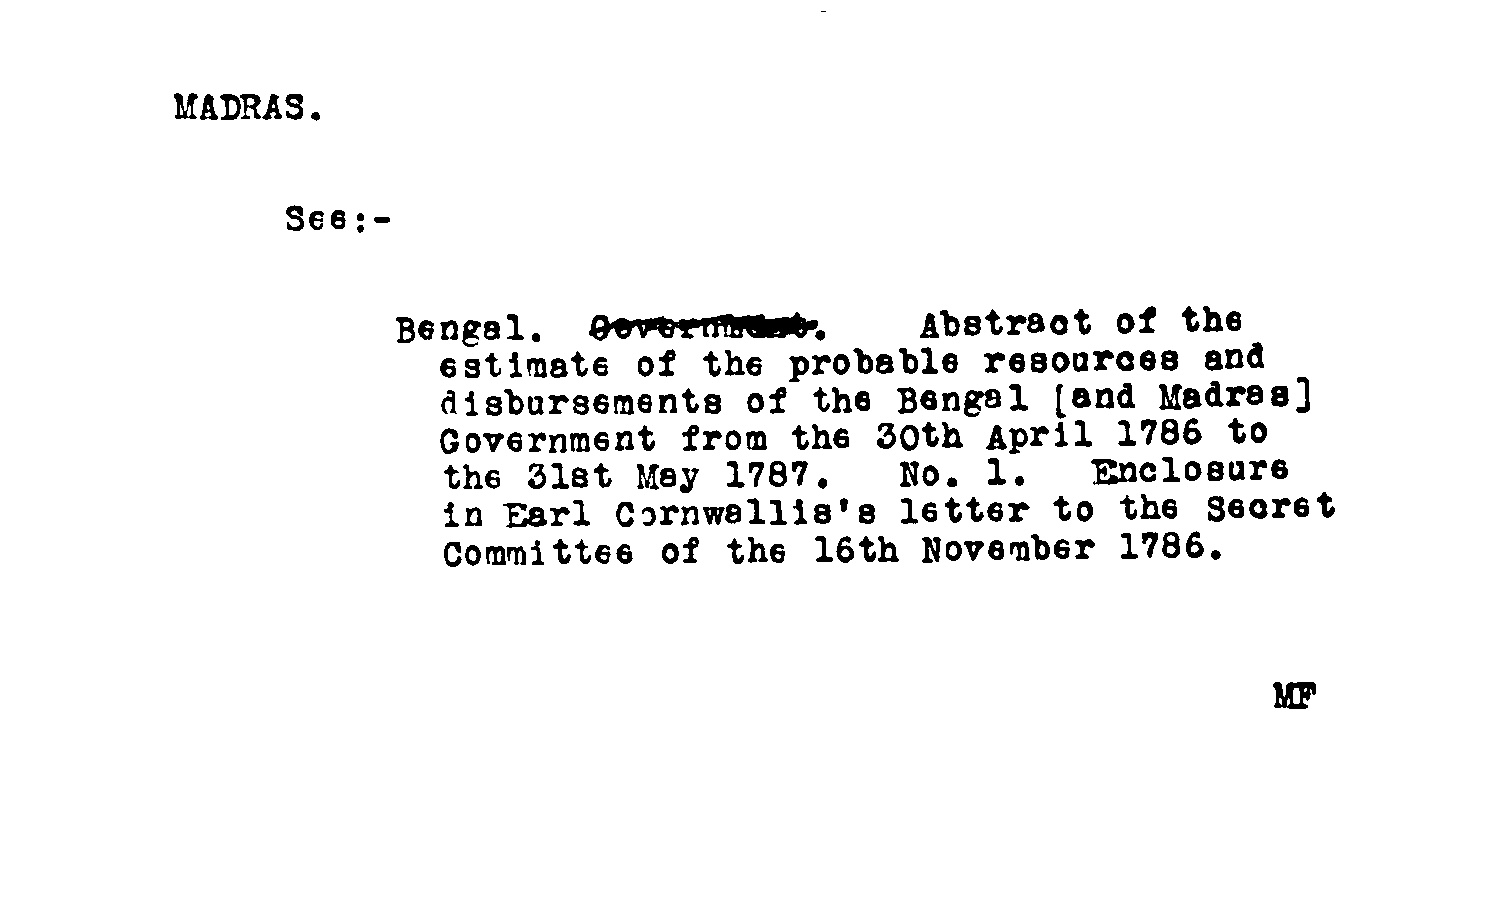 MADRAS.
See:-
Bengal. Government. Abstract of the
estimate of the probable resources and
disbursements of the Bengal [and Madras]
Government from the 30th April 1786 to
the 31st May 1787. No. 1. Enclosure
in Earl Cornwallis's letter to the Secret
Committee of the 16th November 1786.
MF